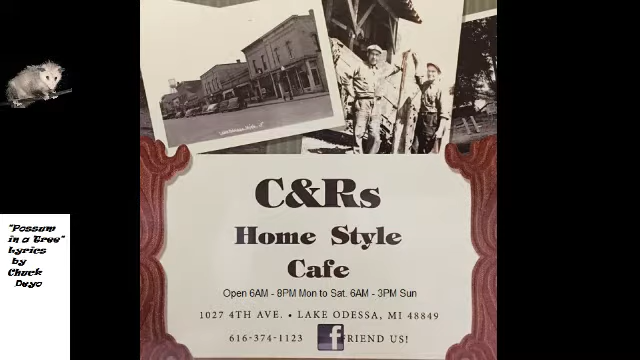 C&Rs
Home Style
Cafe
Open 6AM - 8PM Mon to Sat. 6AM - 3PM Sun
1027 4TH AVE. • LAKE ODESSA, MI 48849
616-374-1123 f FRIEND US!
"Possum
in a Tree"
Lyrics
by
Chuck
Dayo